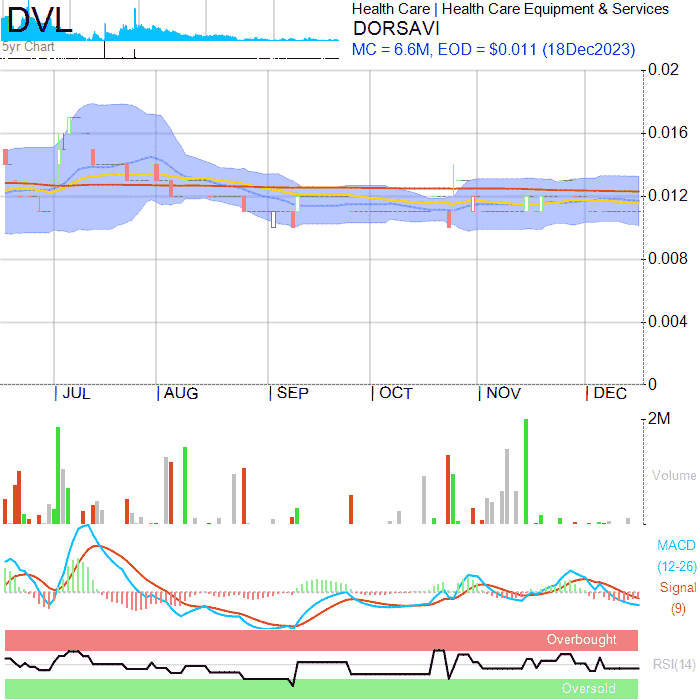 DVL
5yr Chart
Health Care | Health Care Equipment & Services
DORSAVI
MC = 6.6M, EOD = $0.011 (18Dec2023)
0.02
0.016
0.012
0.008
0.004
0
JUL AUG SEP OCT NOV DEC
2M
Volume
MACD
(12-26)
Signal
(9)
Overbought
RSI(14)
Oversold